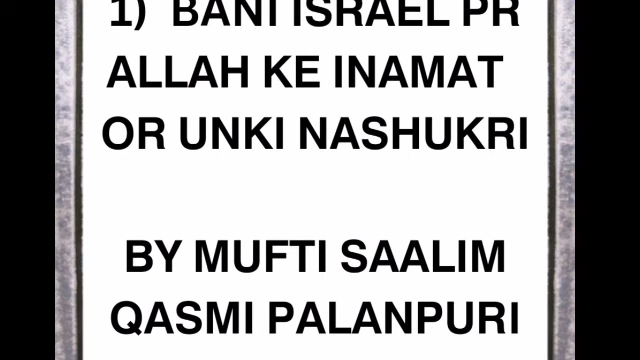 1) BANI ISRAEL PR
ALLAH KE INAMAT
OR UNKI NASHUKRI
BY MUFTI SAALIM
QASMI PALANPURI